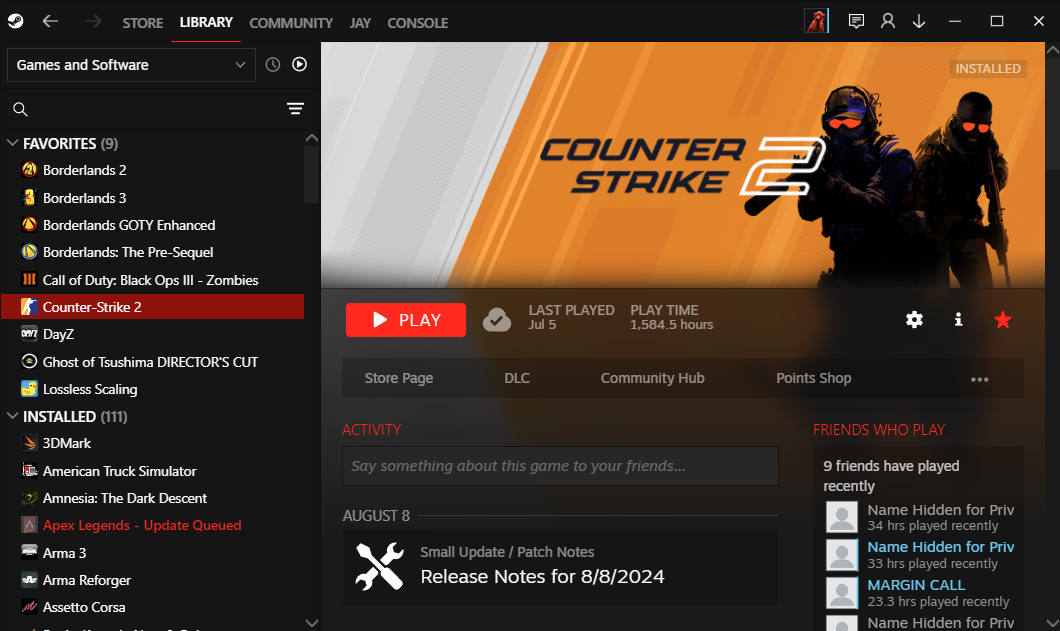 STORE LIBRARY COMMUNITY JAY CONSOLE
Games and Software
FAVORITES (9)
Borderlands 2
Borderlands 3
Borderlands GOTY Enhanced
Borderlands: The Pre-Sequel
Call of Duty: Black Ops III - Zombies
Counter-Strike 2
DayZ
Ghost of Tsushima DIRECTOR'S CUT
Lossless Scaling
INSTALLED (111)
3DMark
American Truck Simulator
Amnesia: The Dark Descent
Apex Legends - Update Queued
Arma 3
Arma Reforger
Assetto Corsa
INSTALLED
COUNTER
STRIKE 2
PLAY
LAST PLAYED
Jul 5
PLAY TIME
1,584.5 hours
Store Page DLC Community Hub Points Shop
ACTIVITY
Say something about this game to your friends...
AUGUST 8
Small Update / Patch Notes
Release Notes for 8/8/2024
FRIENDS WHO PLAY
9 friends have played
recently
Name Hidden for Priv
34 hrs played recently
Name Hidden for Priv
33 hrs played recently
MARGIN CALL
23.3 hrs played recently
Name Hidden for Priv